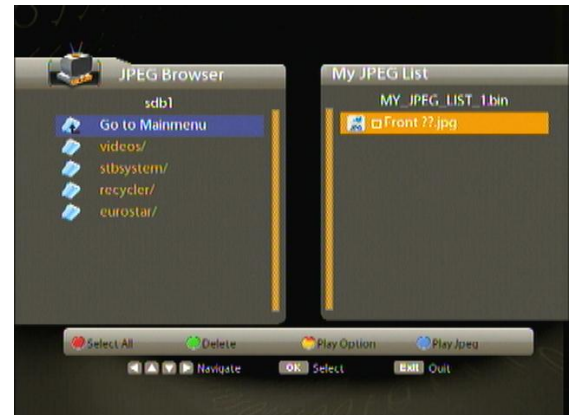 JPEG Browser
sdb1
Go to Mainmenu
videos/
stbsystem/
recycler/
eurostar/
My JPEG List
MY_JPEG_LIST_1.bin
Front ??.jpg
Select All Delete Play Option Play Jpeg
Navigate OK Select Exit Quit